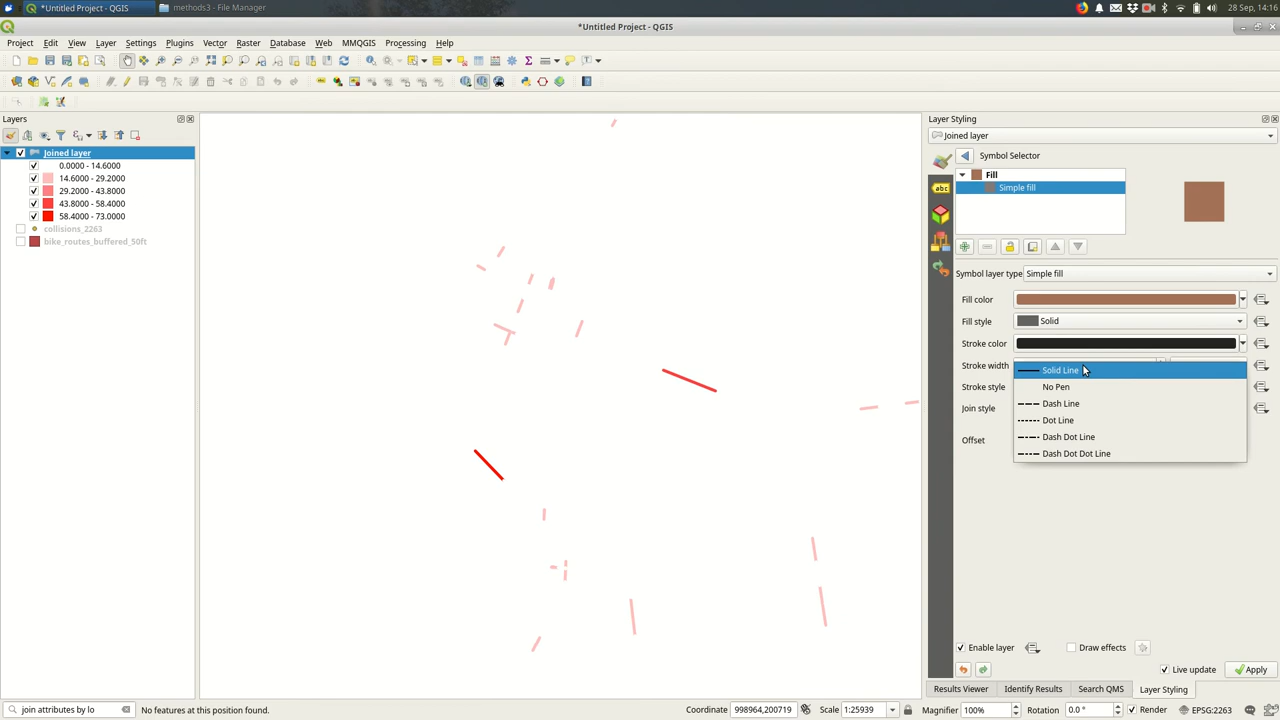 *Untitled Project - QGIS
methods3 - File Manager
28 Sep, 14:16
*Untitled Project - QGIS
Project Edit View Layer Settings Plugins Vector Raster Database Web MMQGIS Processing Help
Layers
Joined layer
0.0000 - 14.6000
14.6000 - 29.2000
29.2000 - 43.8000
43.8000 - 58.4000
58.4000 - 73.0000
collisions_2263
bike_routes_buffered_50ft
Layer Styling
Joined layer
Symbol Selector
Fill
Simple fill
abc
Symbol layer type Simple fill
Fill color
Fill style Solid
Stroke color
Stroke width
Stroke style
Join style
Offset
Solid Line
No Pen
Dash Line
Dot Line
Dash Dot Line
Dash Dot Dot Line
Enable layer Draw effects
Live update Apply
Results Viewer Identify Results Search QMS Layer Styling
join attributes by lo No features at this position found. Coordinate 998964,200719 Scale 1:25939 Magnifier 100% Rotation 0.0 ° Render EPSG:2263